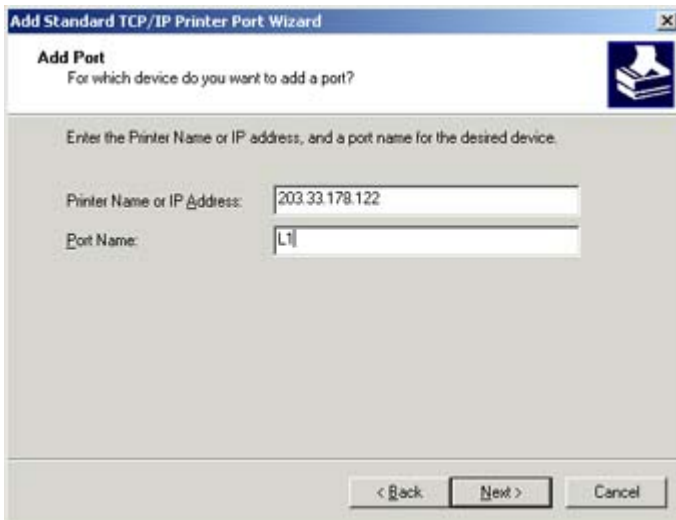 Add Standard TCP/IP Printer Port Wizard
Add Port
For which device do you want to add a port?
Enter the Printer Name or IP address, and a port name for the desired device.
Printer Name or IP Address: 203.33.178.122
Port Name: L1
< Back Next > Cancel